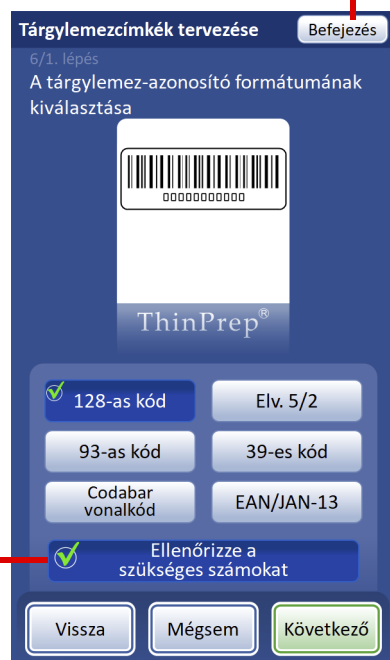 Tárgylemezcímkék tervezése
Befejezés
6/1. lépés
A tárgylemez-azonosító formátumának
kiválasztása
00000000000
ThinPrep®
128-as kód
Elv. 5/2
93-as kód
39-es kód
Codabar
vonalkód
EAN/JAN-13
Ellenőrizze a
szükséges számokat
Vissza
Mégsem
Következő